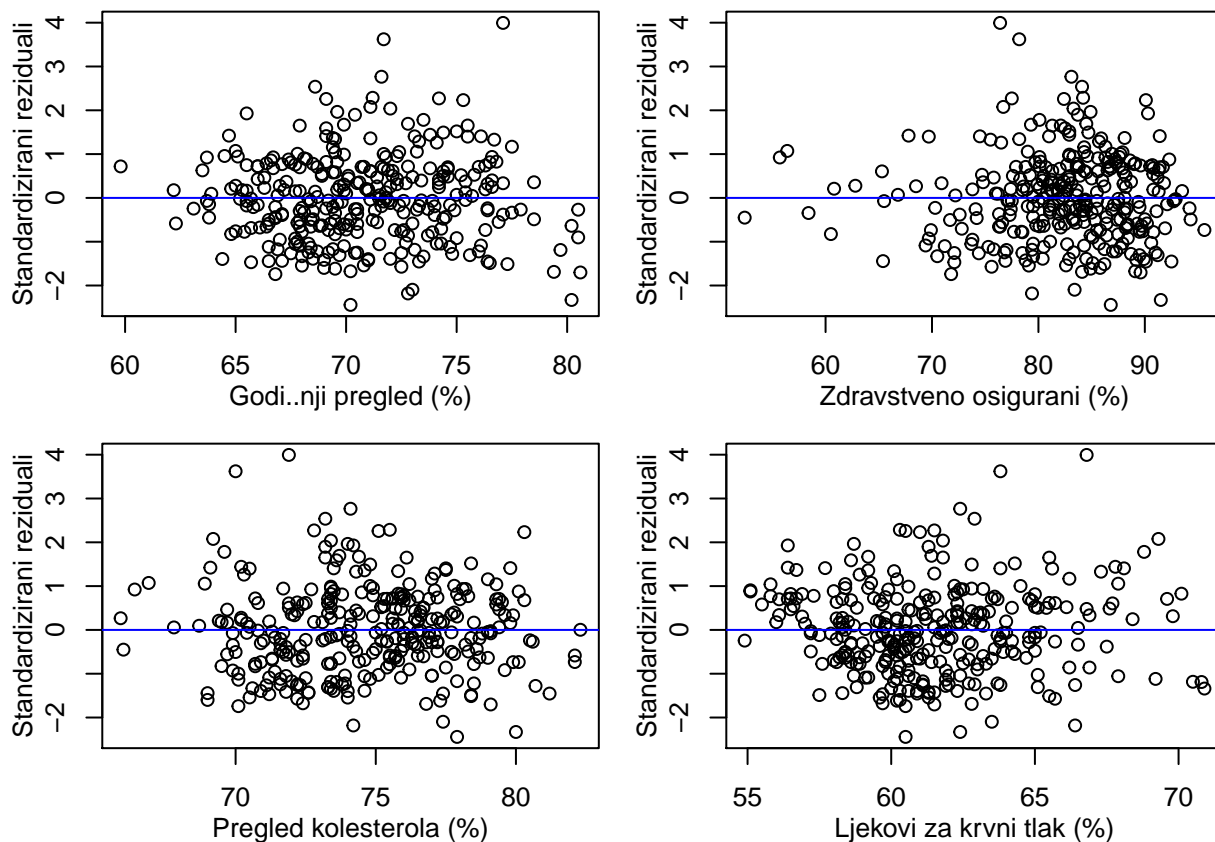 Standardizirani reziduali
4
3
2
1
0
−2
60 65 70 75 80
Godi..nji pregled (%)
Standardizirani reziduali
4
3
2
1
0
−2
60 70 80 90
Zdravstveno osigurani (%)
Standardizirani reziduali
4
3
2
1
0
−2
70 75 80
Pregled kolesterola (%)
Standardizirani reziduali
4
3
2
1
0
−2
55 60 65 70
Ljekovi za krvni tlak (%)